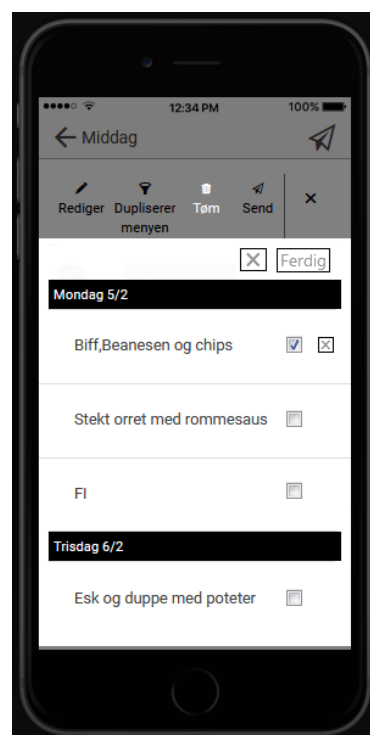 12:34 PM 100%
Middag
Rediger Dupliserer menyen Tøm Send
Ferdig
Mondag 5/2
Biff,Beanesen og chips
Stekt orret med rommesaus
FI
Trisdag 6/2
Esk og duppe med poteter